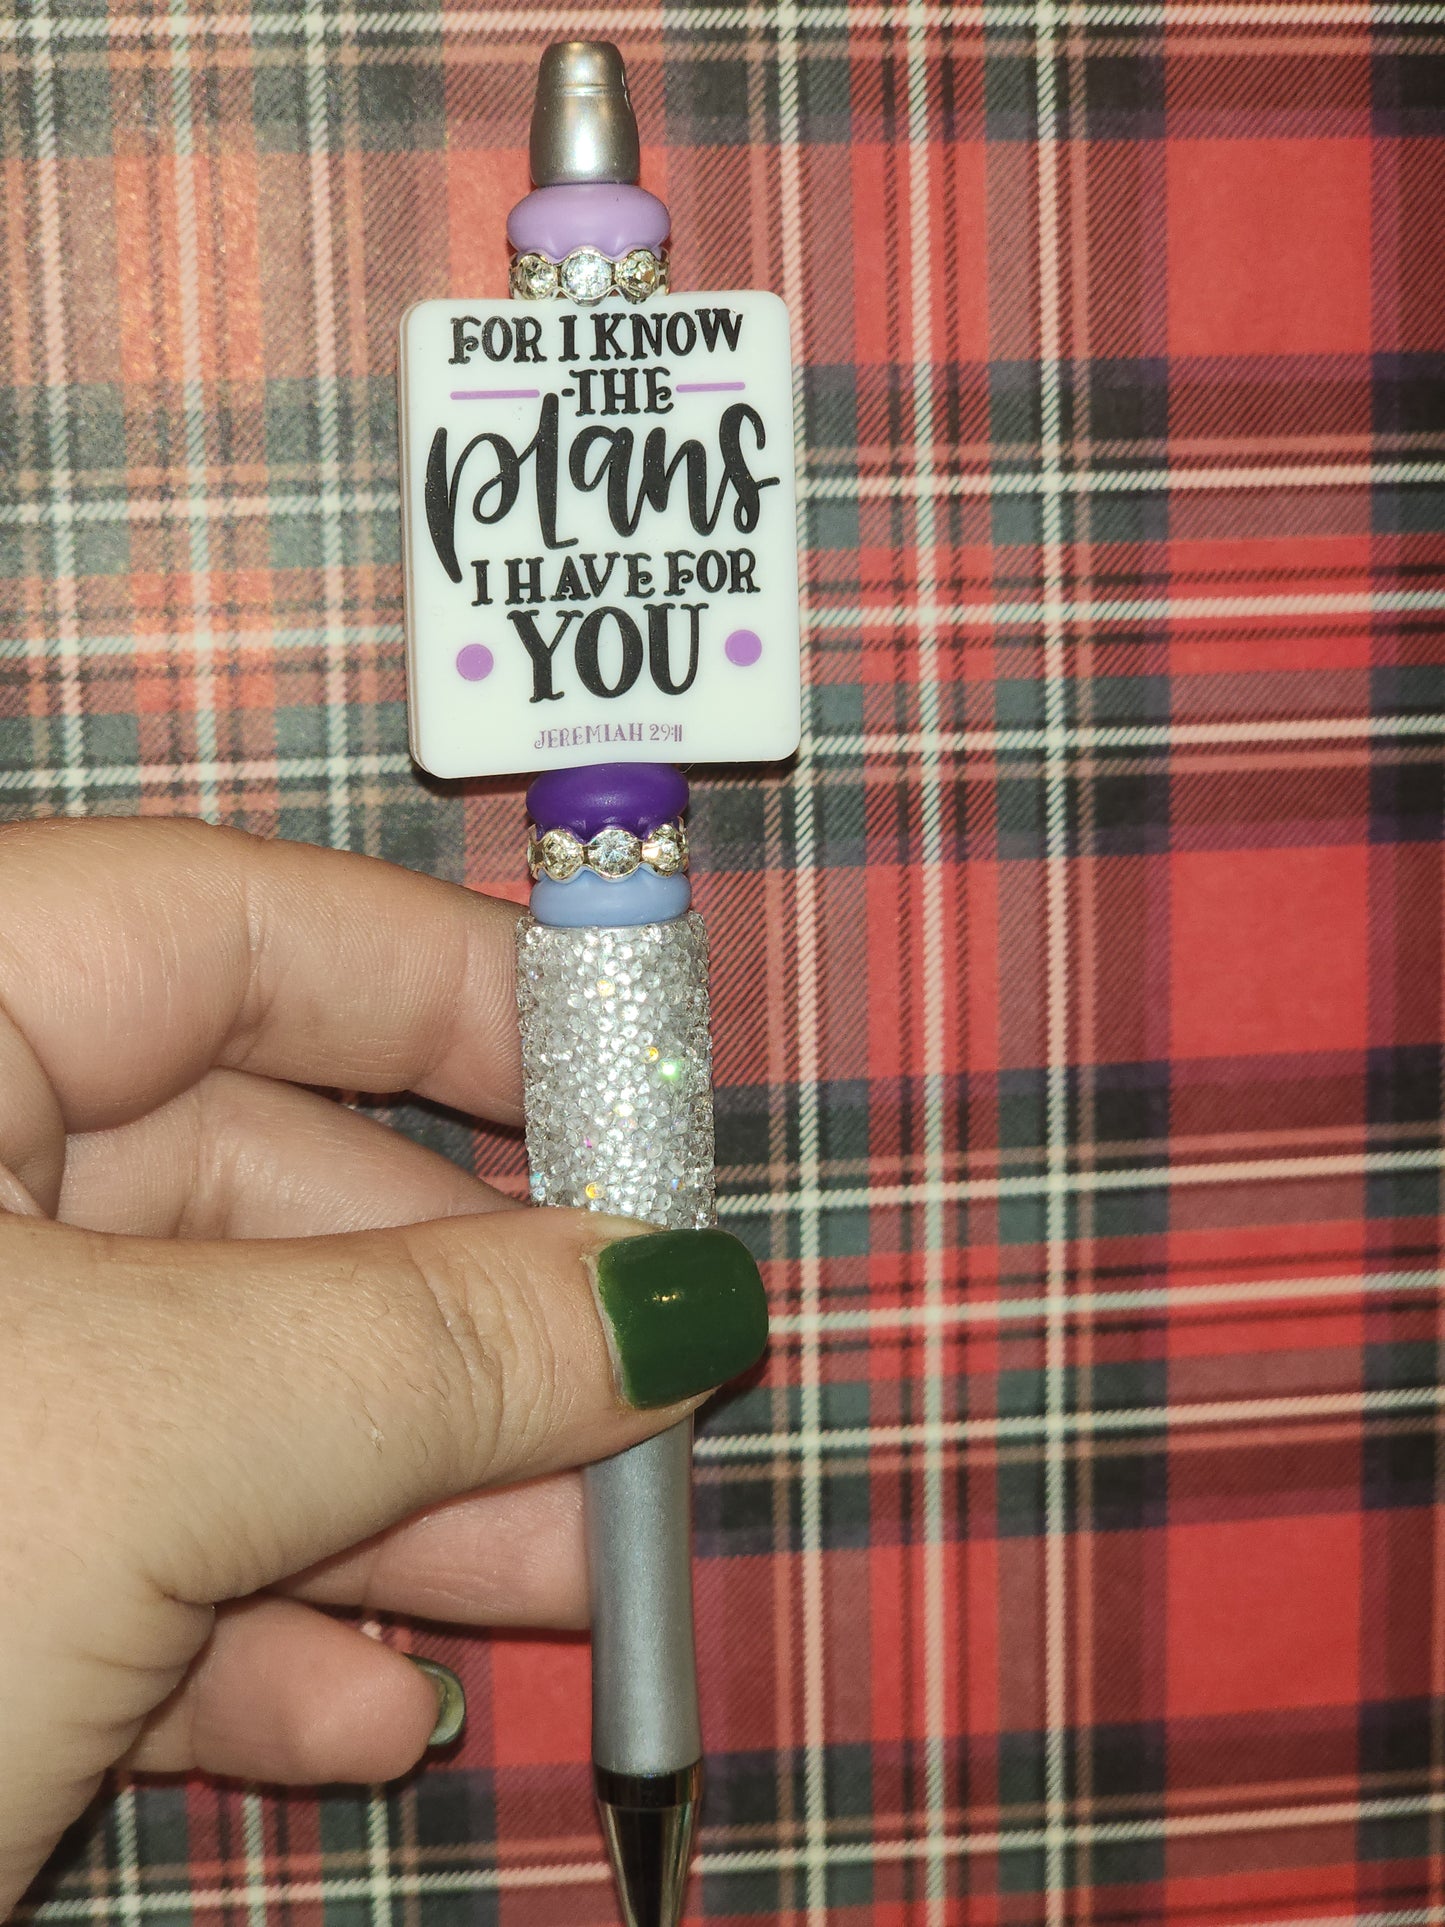 FOR I KNOW
THE
plans
I HAVE FOR
YOU
JEREMIAH 29:11